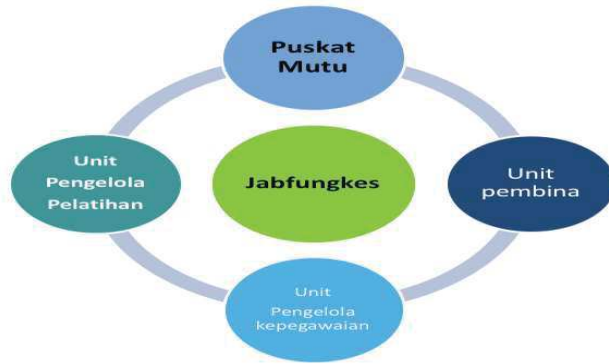 Puskat
Mutu
Unit
Pengelola
Pelatihan
Jabfungkes
Unit
pembina
Unit
Pengelola
kepegawaian